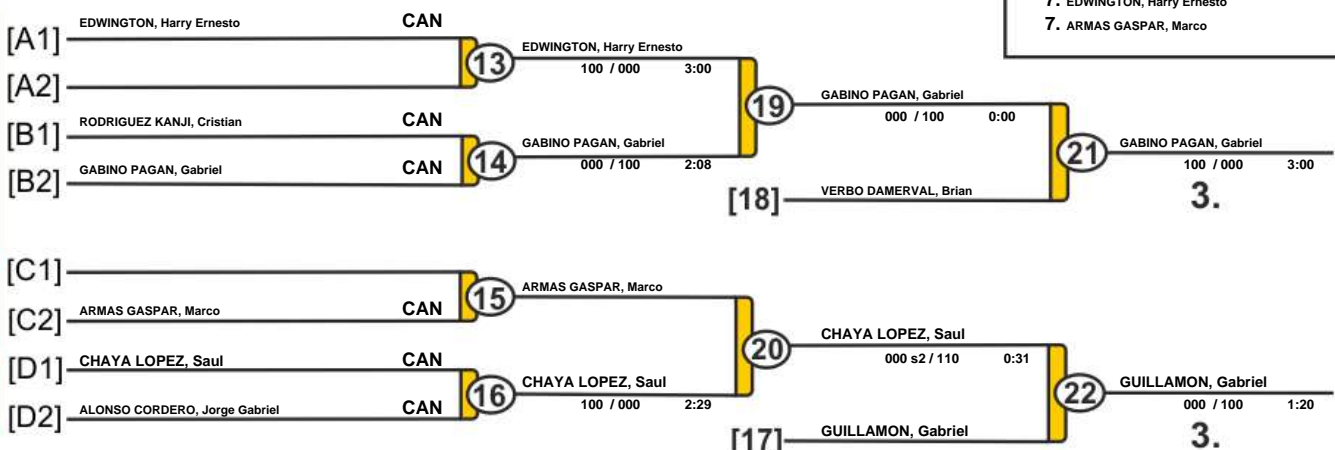 7. EDWINGTON, Harry Ernesto
7. ARMAS GASPAR, Marco
[A1] EDWINGTON, Harry Ernesto CAN
[A2]
13 EDWINGTON, Harry Ernesto
100 / 000 3:00
[B1] RODRIGUEZ KANJI, Cristian CAN
[B2] GABINO PAGAN, Gabriel CAN
14 GABINO PAGAN, Gabriel
000 / 100 2:08
19 GABINO PAGAN, Gabriel
000 / 100 0:00
[18] VERBO DAMERVAL, Brian
21 GABINO PAGAN, Gabriel
100 / 000 3:00
3.
[C1]
[C2] ARMAS GASPAR, Marco CAN
15 ARMAS GASPAR, Marco
[D1] CHAYA LOPEZ, Saul CAN
[D2] ALONSO CORDERO, Jorge Gabriel CAN
16 CHAYA LOPEZ, Saul
100 / 000 2:29
20 CHAYA LOPEZ, Saul
000 s2 / 110 0:31
[17] GUILLAMON, Gabriel
22 GUILLAMON, Gabriel
000 / 100 1:20
3.